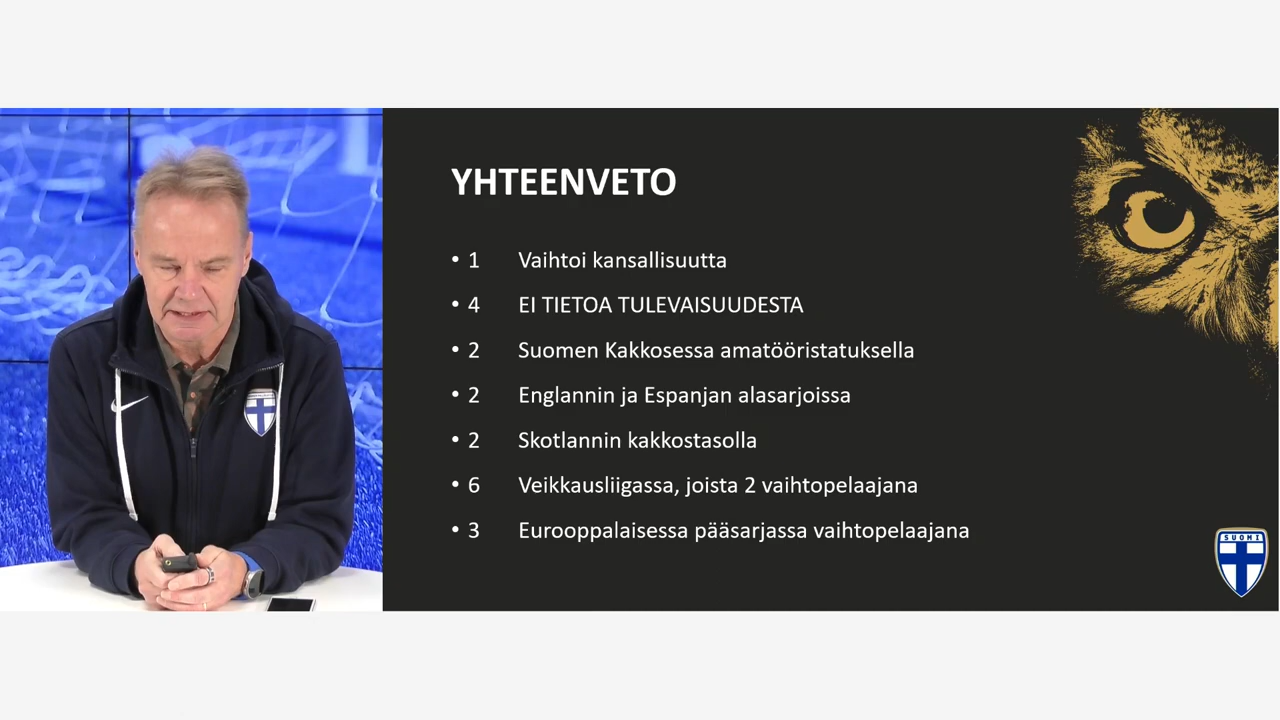 YHTEENVETO
• 1 Vaihtoi kansallisuutta
• 4 EI TIETOA TULEVAISUUDESTA
• 2 Suomen Kakkosessa amatööristatuksella
• 2 Englannin ja Espanjan alasarjoissa
• 2 Skotlannin kakkostasolla
• 6 Veikkausliigassa, joista 2 vaihtopelaajana
• 3 Eurooppalaisessa pääsarjassa vaihtopelaajana
SUOMI